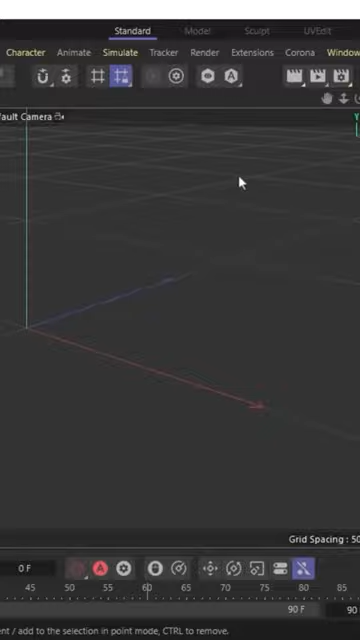 Standard Model Sculpt UVEdit
Character Animate Simulate Tracker Render Extensions Corona Window
ault Camera
Y
Grid Spacing : 50
0 F
45 50 55 60 65 70 75 80 85
90 F 90
ent / add to the selection in point mode, CTRL to remove.